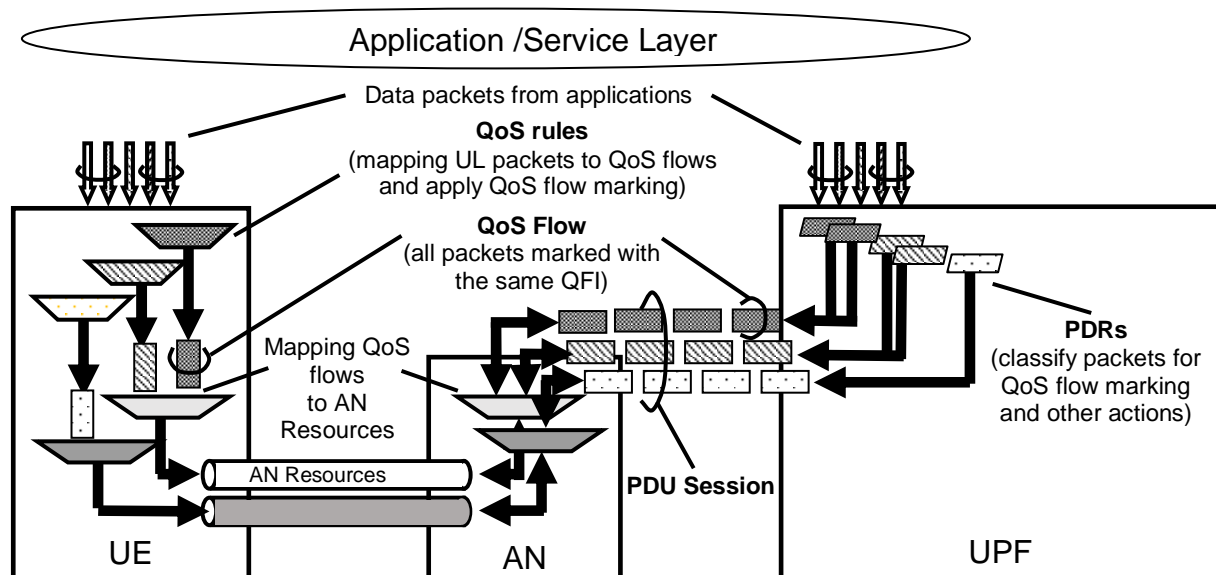 Application /Service Layer
Data packets from applications
QoS rules
(mapping UL packets to QoS flows
and apply QoS flow marking)
QoS Flow
(all packets marked with
the same QFI)
Mapping QoS
flows
to AN
Resources
PDRs
(classify packets for
QoS flow marking
and other actions)
AN Resources
PDU Session
UE
AN
UPF